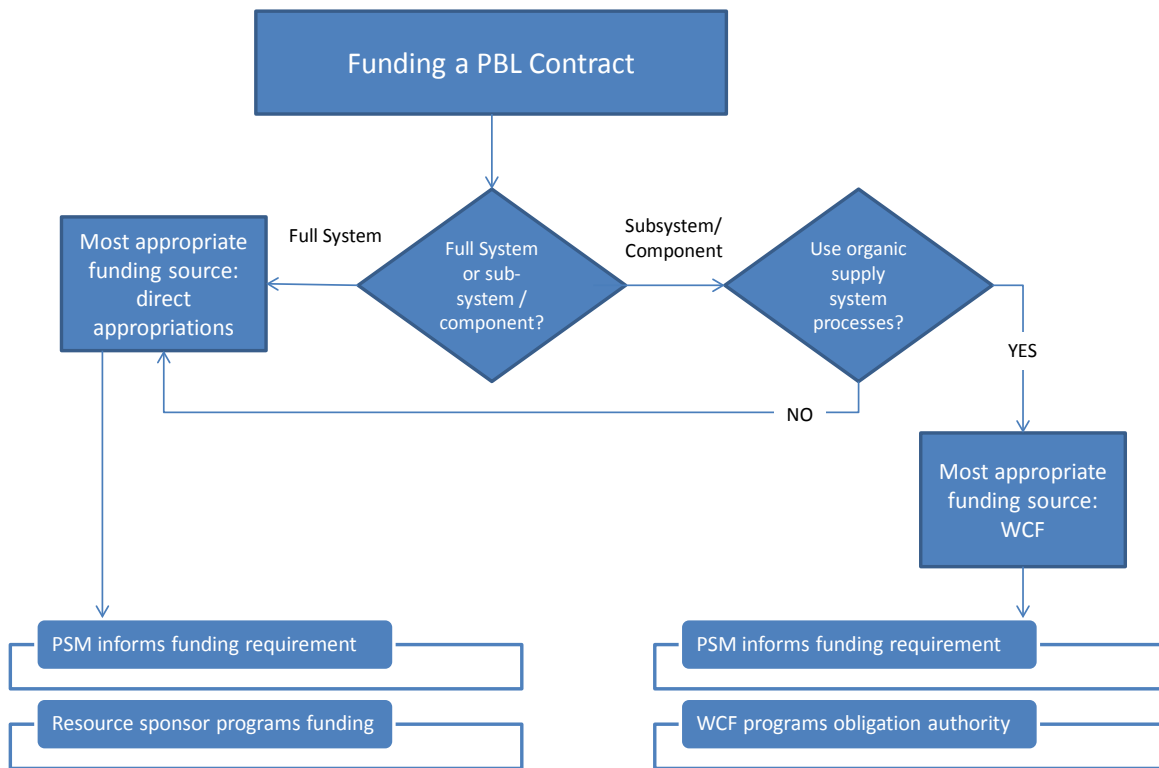 Funding a PBL Contract
Full System
Subsystem/
Component
Most appropriate
funding source:
direct
appropriations
Full System
or sub-
system /
component?
Use organic
supply
system
processes?
YES
NO
Most appropriate
funding source:
WCF
PSM informs funding requirement
Resource sponsor programs funding
PSM informs funding requirement
WCF programs obligation authority